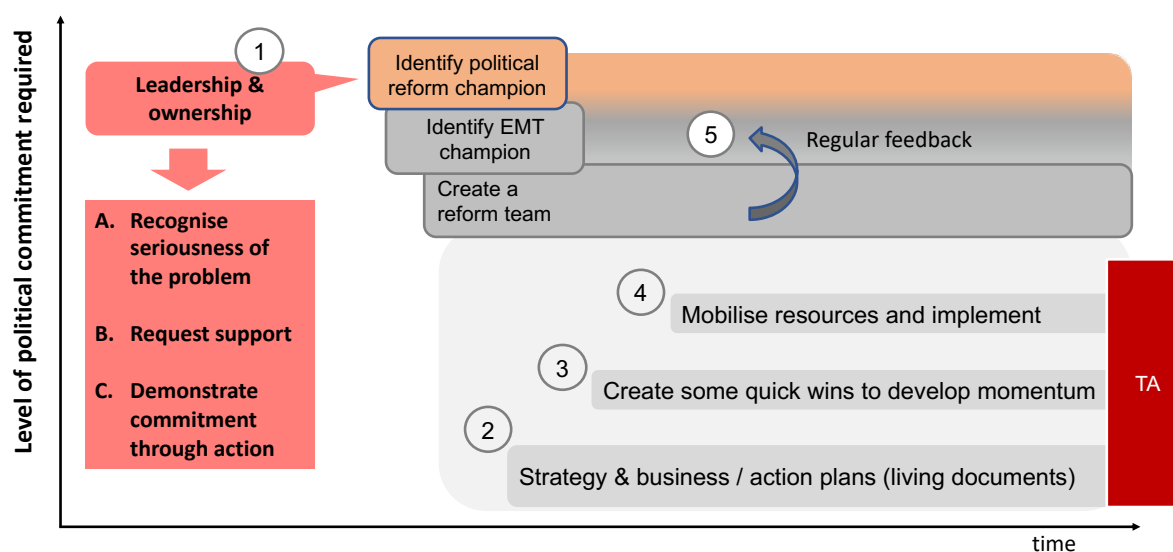 Level of political commitment required
1
Leadership &
ownership
A. Recognise
seriousness of
the problem
B. Request support
C. Demonstrate
commitment
through action
Identify political
reform champion
Identify EMT
champion
Create a
reform team
5
Regular feedback
4
Mobilise resources and implement
3
Create some quick wins to develop momentum
2
Strategy & business / action plans (living documents)
TA
time